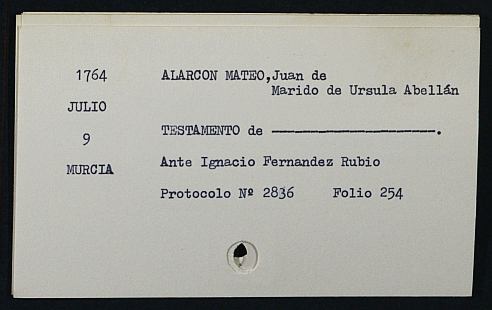 1764 ALARCON MATEO,Juan de
JULIO Marido de Ursula Abellán
9 TESTAMENTO de ---------------------.
MURCIA Ante Ignacio Fernandez Rubio
Protocolo Nº 2836 Folio 254